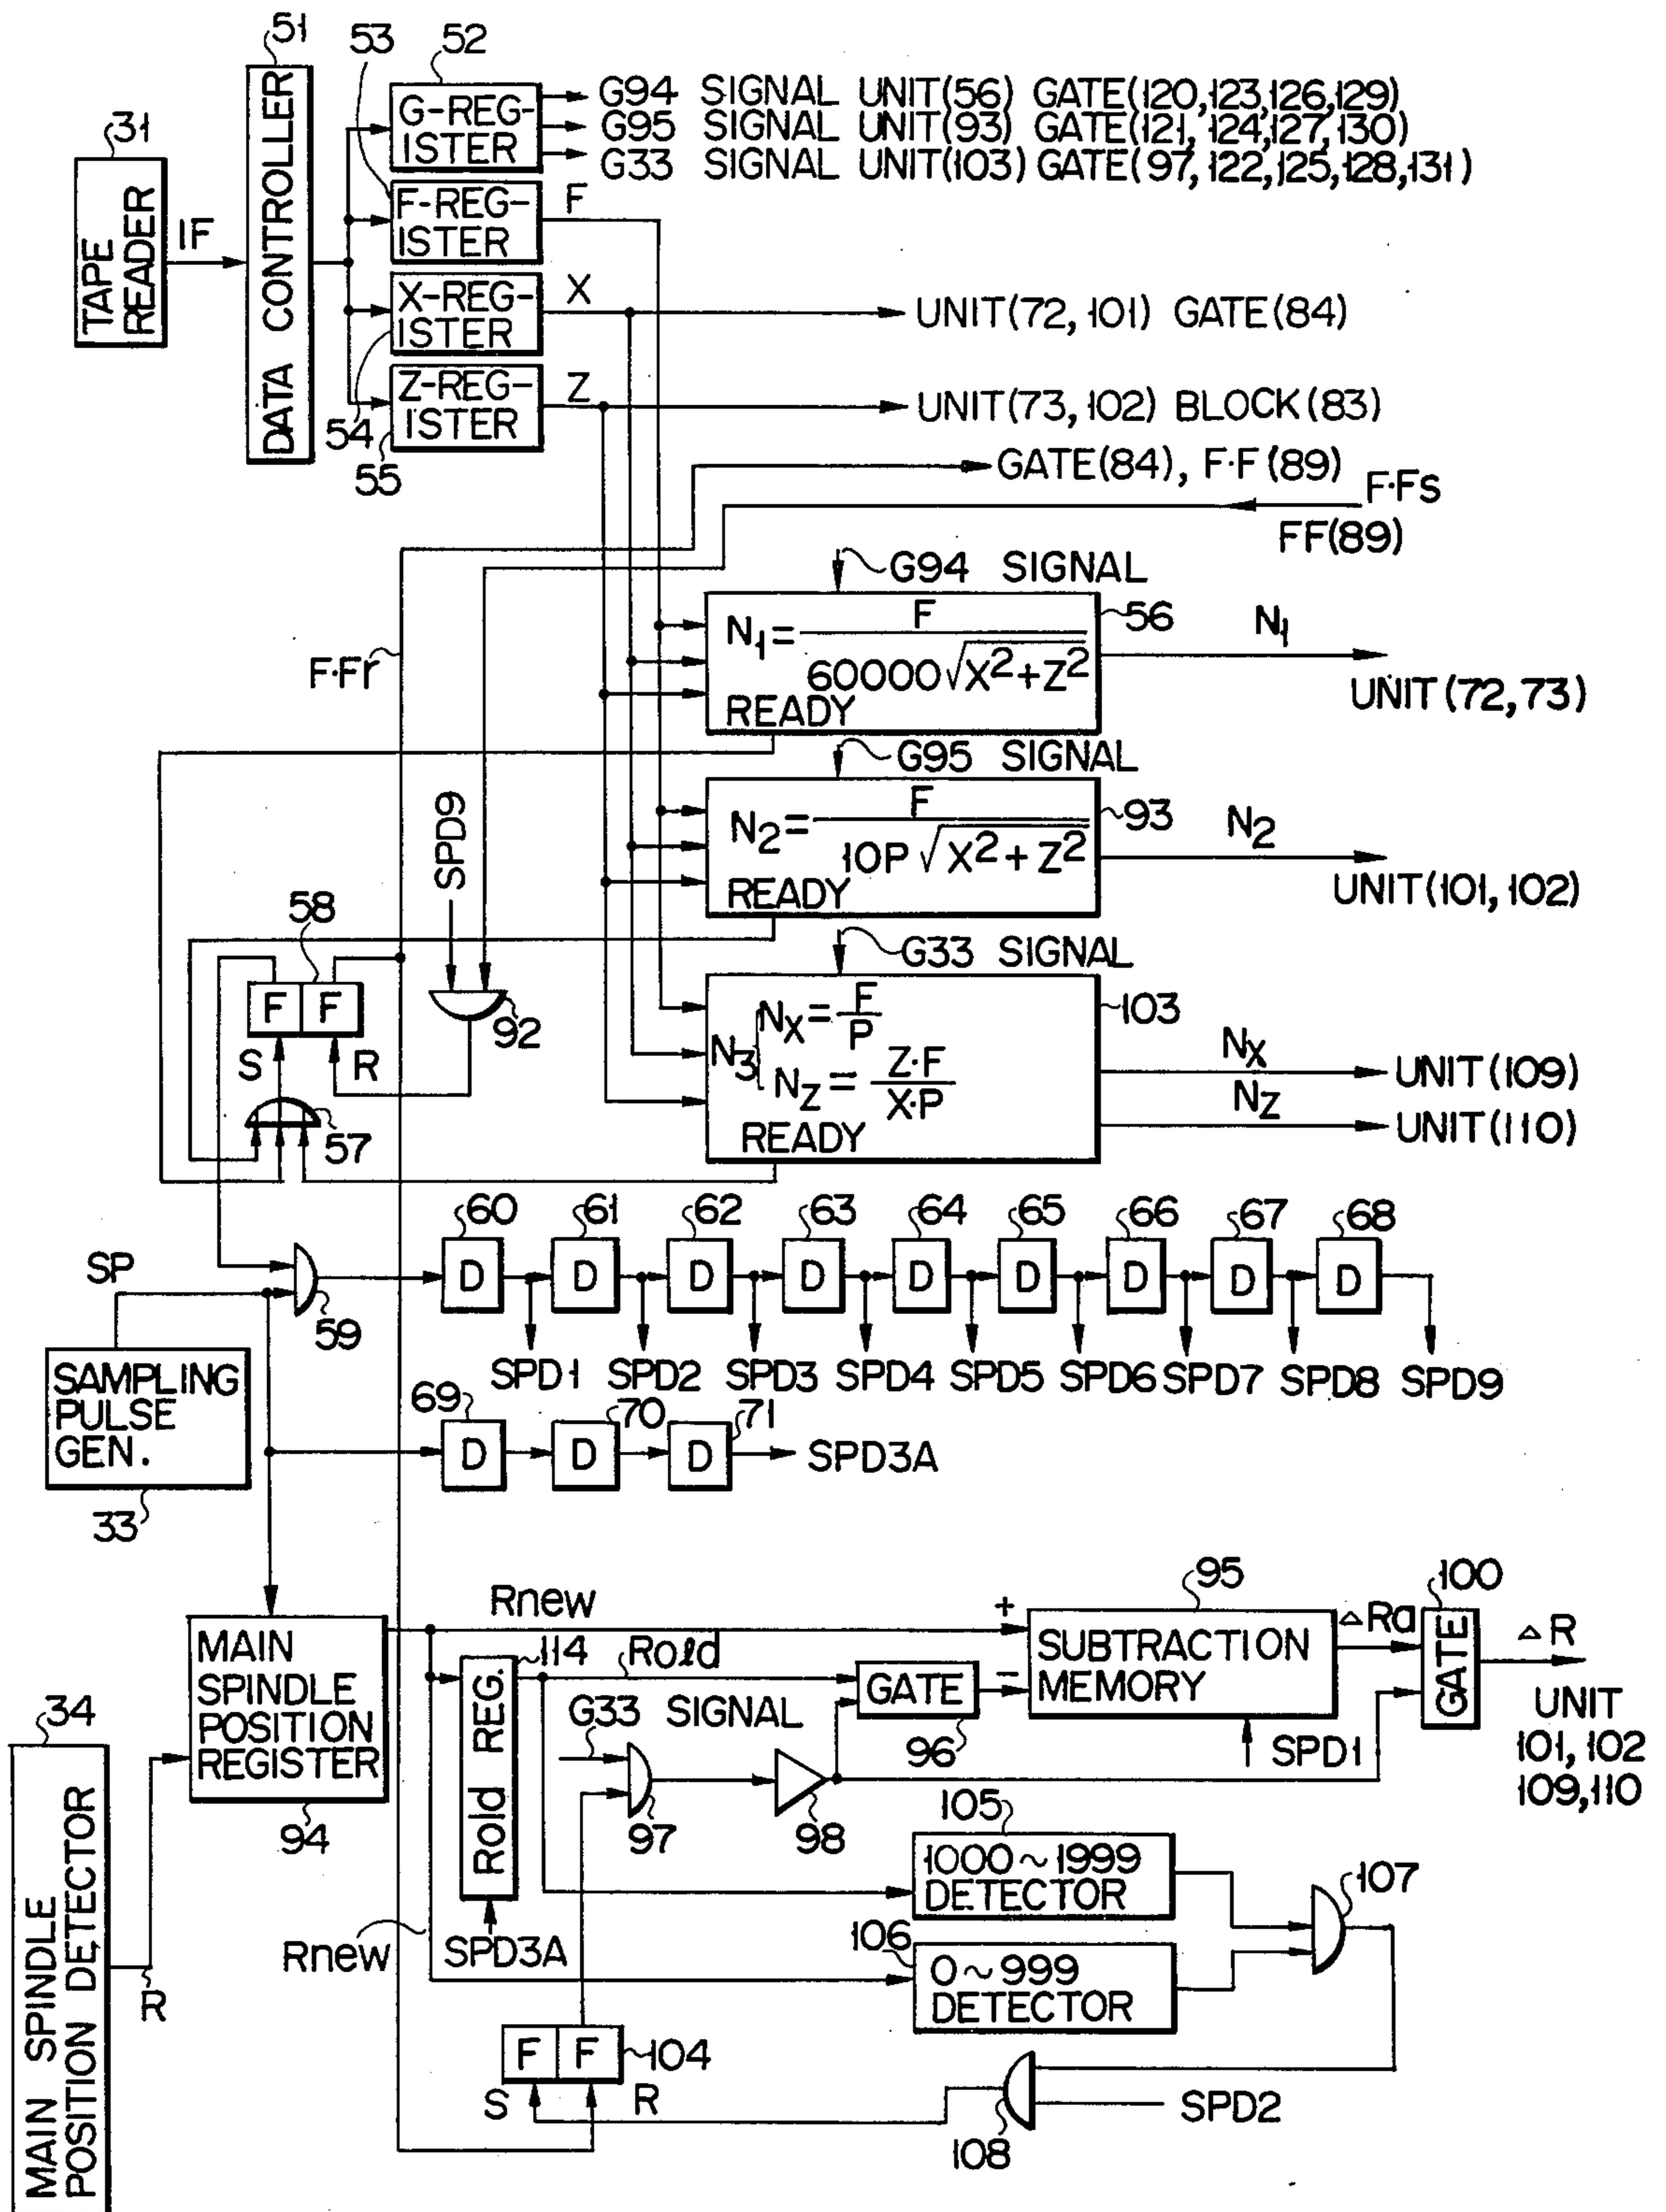 51
53
52
31
TAPE
READER
IF
DATA CONTROLLER
G-REG-
ISTER
G94 SIGNAL UNIT(56) GATE(120,123,126,129)
G95 SIGNAL UNIT(93) GATE(121, 124,127,130)
G33 SIGNAL UNIT(103) GATE(97,122,125,128,131)
F-REG-
ISTER
F
X-REG-
ISTER
X
UNIT(72,101) GATE(84)
Z-REG-
ISTER
Z
UNIT(73,102) BLOCK(83)
54
55
GATE(84), F·F(89)
F·Fs
FF(89)
G94 SIGNAL
F·Fr
N1= F / 60000√X²+Z²
READY
56
N1
UNIT(72,73)
G95 SIGNAL
SPD9
N2= F / 10P√X²+Z²
READY
93
N2
UNIT(101,102)
58
F F
S R
92
57
G33 SIGNAL
N3 NX= F/P
NZ= Z·F/X·P
READY
103
NX
UNIT(109)
NZ
UNIT(110)
60 61 62 63 64 65 66 67 68
SP
59
D D D D D D D D D
SPD1 SPD2 SPD3 SPD4 SPD5 SPD6 SPD7 SPD8 SPD9
SAMPLING
PULSE
GEN.
33
69 70 71
D D D
SPD3A
95
100
Rnew
+
MAIN
SPINDLE
POSITION
REGISTER
94
114
Rold REG.
Rold
GATE
96
−
SUBTRACTION
MEMORY
△Ra
GATE
△R
UNIT
101,102
109,110
SPD1
G33 SIGNAL
97
98
34
MAIN SPINDLE
POSITION DETECTOR
R
Rnew
SPD3A
105
1000~1999
DETECTOR
106
0~999
DETECTOR
107
F F
104
S R
108
SPD2